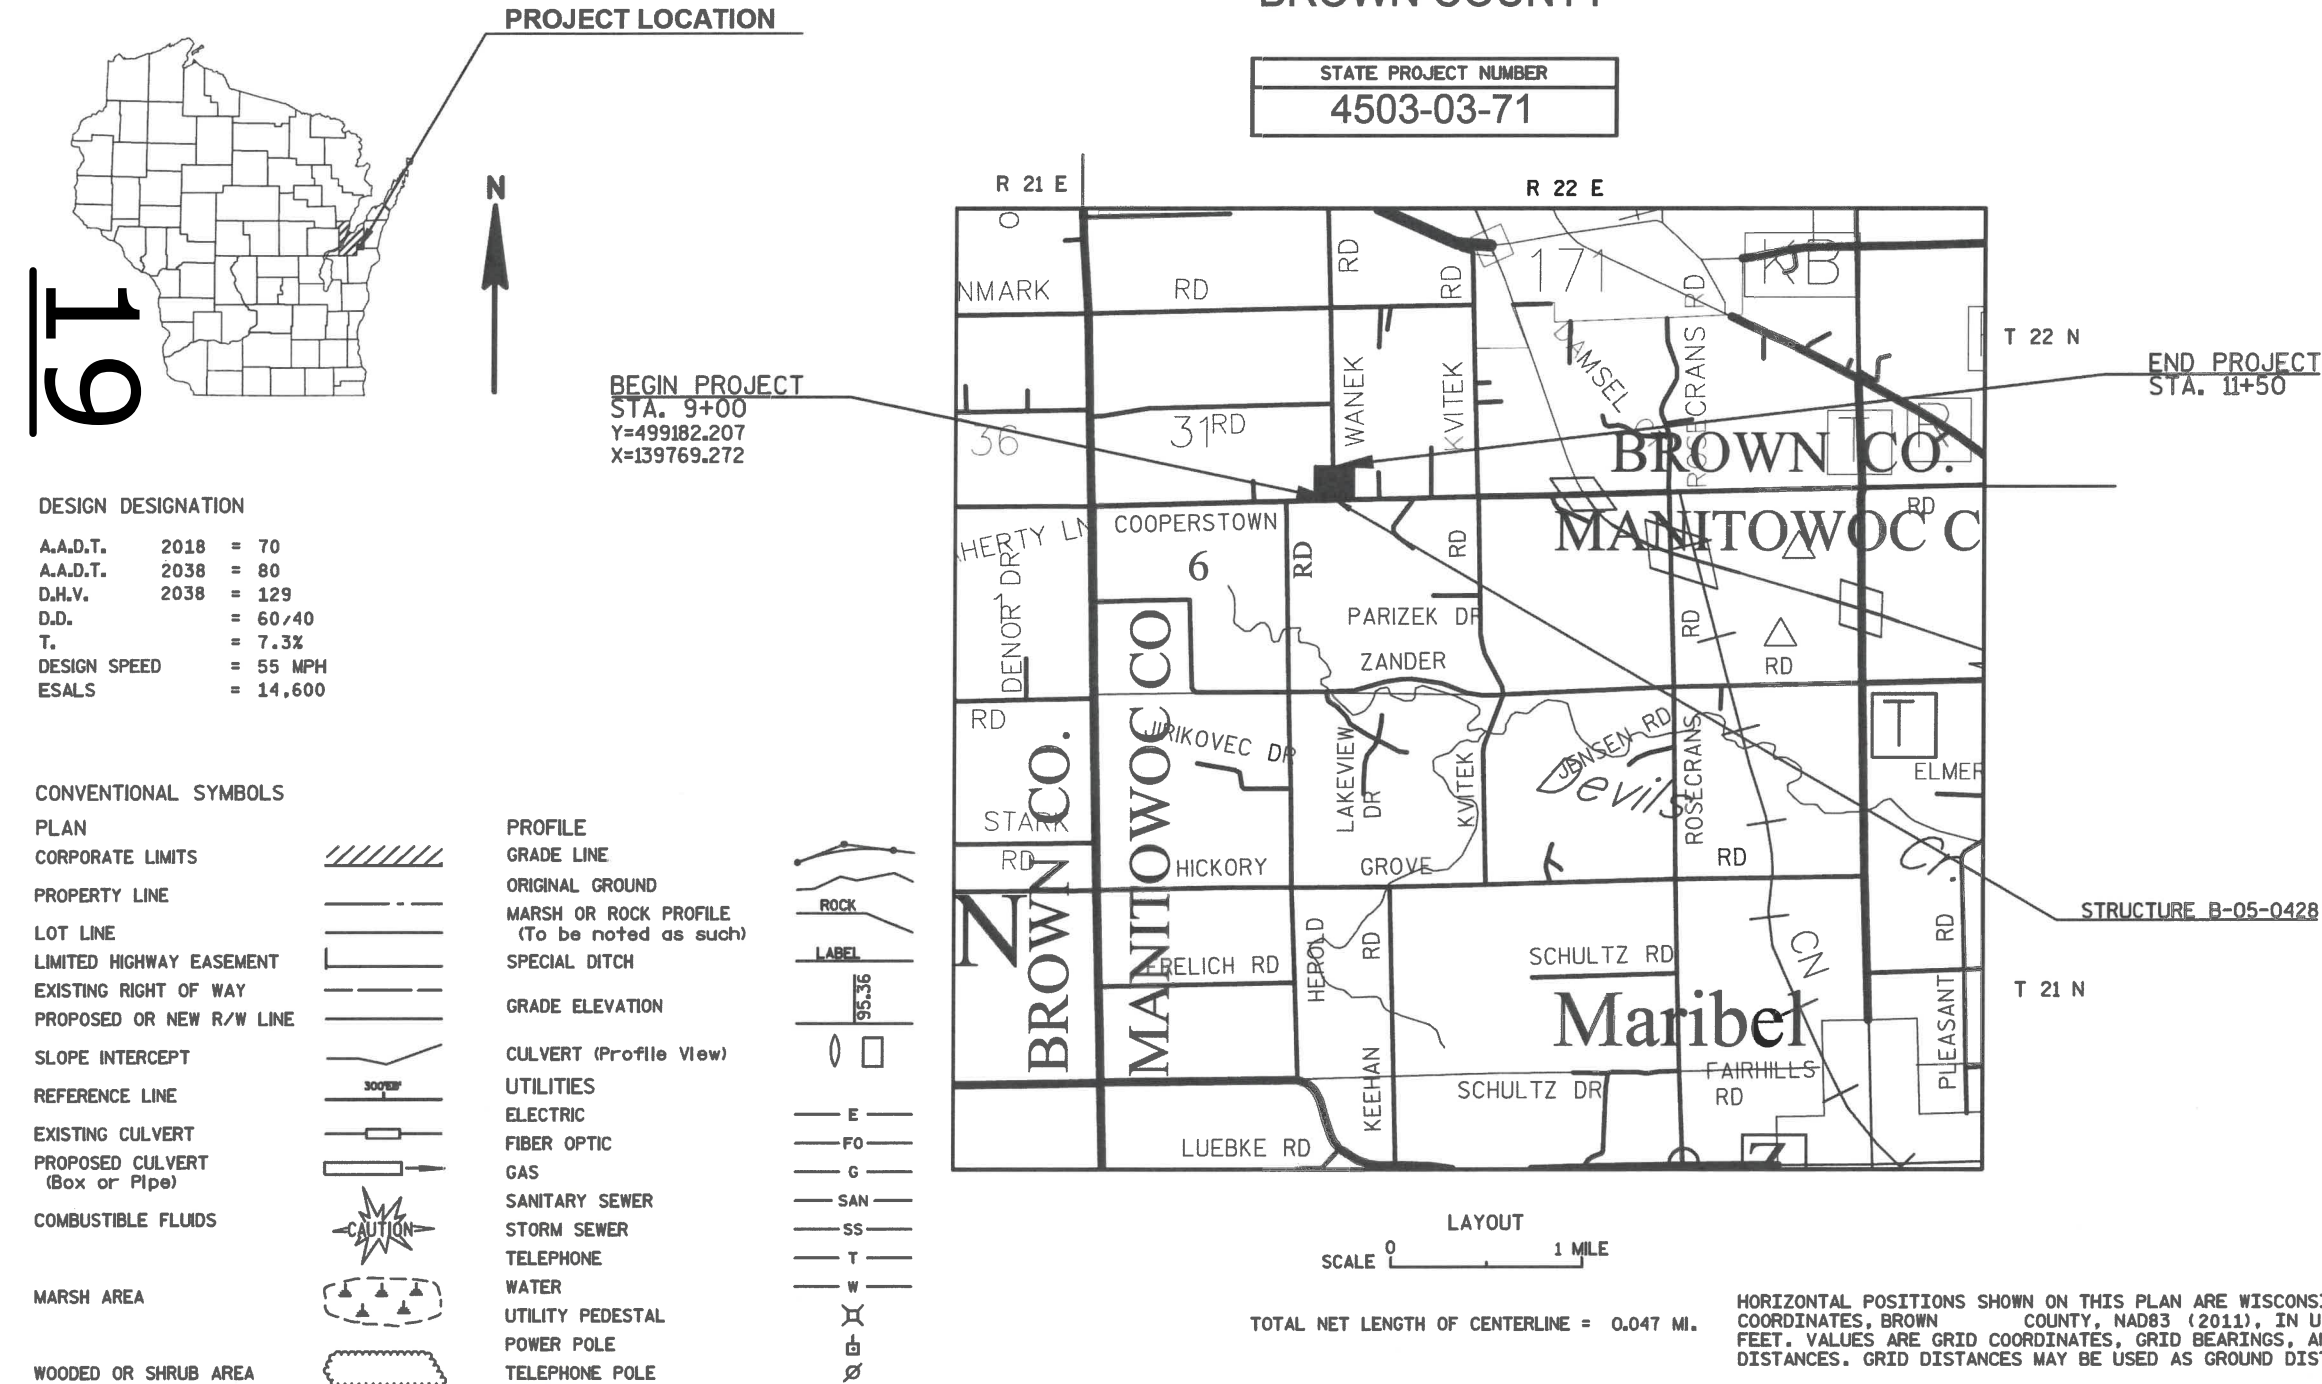 PROJECT LOCATION
STATE PROJECT NUMBER
4503-03-71
N
19
R 21 E
R 22 E
T 22 N
T 21 N
BEGIN PROJECT
STA. 9+00
Y=499182.207
X=139769.272
END PROJECT
STA. 11+50
STRUCTURE B-05-0428
DESIGN DESIGNATION
A.A.D.T. 2018 = 70
A.A.D.T. 2038 = 80
D.H.V. 2038 = 129
D.D. = 60/40
T. = 7.3%
DESIGN SPEED = 55 MPH
ESALS = 14,600
CONVENTIONAL SYMBOLS
PLAN
CORPORATE LIMITS
PROPERTY LINE
LOT LINE
LIMITED HIGHWAY EASEMENT
EXISTING RIGHT OF WAY
PROPOSED OR NEW R/W LINE
SLOPE INTERCEPT
REFERENCE LINE
EXISTING CULVERT
PROPOSED CULVERT
(Box or Pipe)
COMBUSTIBLE FLUIDS
CAUTION
MARSH AREA
WOODED OR SHRUB AREA
PROFILE
GRADE LINE
ORIGINAL GROUND
MARSH OR ROCK PROFILE
(To be noted as such)
ROCK
SPECIAL DITCH
LABEL
GRADE ELEVATION
95.36
CULVERT (Profile View)
UTILITIES
ELECTRIC E
FIBER OPTIC FO
GAS G
SANITARY SEWER SAN
STORM SEWER SS
TELEPHONE T
WATER W
UTILITY PEDESTAL
POWER POLE
TELEPHONE POLE
NMARK RD
RD
RD
171
KB
RD
36
31 RD
WANEK
KVITEK
ROSECRANS
T
R
BROWN CO.
MANITOWOC C
RD
COOPERSTOWN
RD
RD
HERTY LN
DENOR DR
1
6
PARIZEK DR
ZANDER
RD
RD
RD
JIRIKOVEC DR
LAKEVIEW
DR
KVITEK
JENSEN RD
Devils
Cr.
ROSECRANS
T
ELMER
STARK
RD
HICKORY GROVE RD
N
BROWN CO.
MANITOWOC CO
FRELICH RD
HEROLD
RD
KEEHAN
SCHULTZ RD
Maribel
CN
RD
PLEASANT
FAIRHILLS
RD
SCHULTZ DR
LUEBKE RD
Z
LAYOUT
SCALE 0 1 MILE
TOTAL NET LENGTH OF CENTERLINE = 0.047 MI.
HORIZONTAL POSITIONS SHOWN ON THIS PLAN ARE
COORDINATES, BROWN COUNTY, NAD83 (2011), IN
FEET. VALUES ARE GRID COORDINATES, GRID BEARINGS,
DISTANCES. GRID DISTANCES MAY BE USED AS GROUND